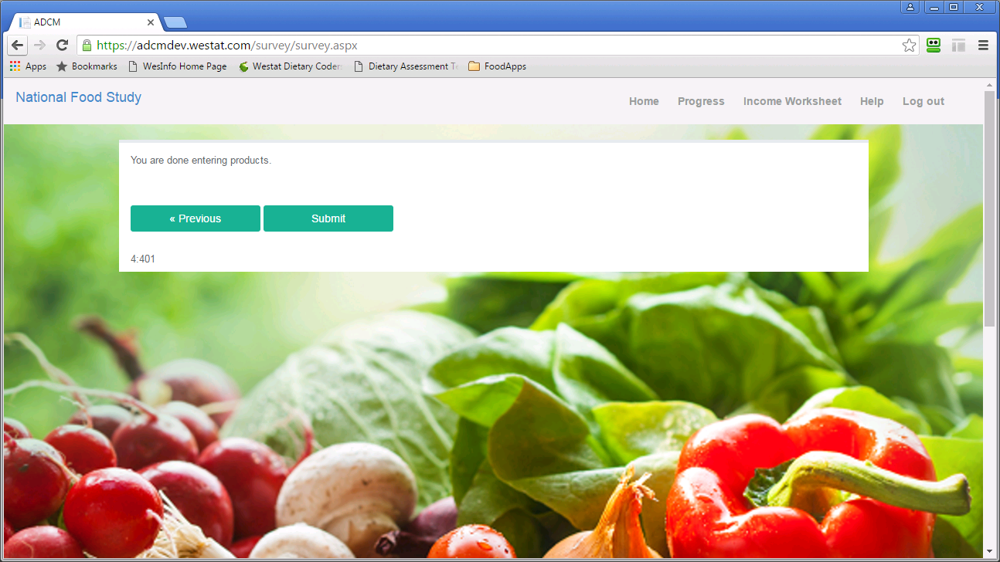 ADCM
https://adcmdev.westat.com/survey/survey.aspx
Apps Bookmarks WesInfo Home Page Westat Dietary Coder Dietary Assessment FoodApps
National Food Study Home Progress Income Worksheet Help Log out
You are done entering products.
« Previous Submit
4:401